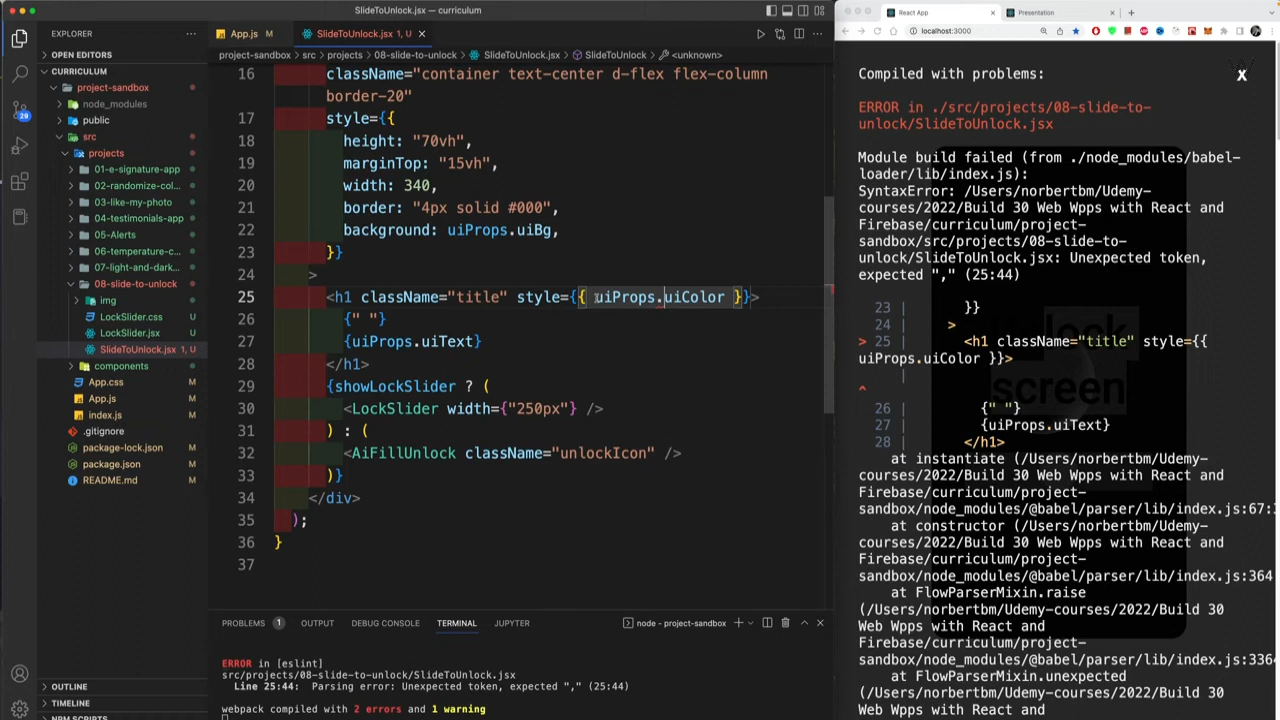 SlideToUnlock.jsx — curriculum
React App
Presentation
localhost:3000
EXPLORER
App.js M
SlideToUnlock.jsx 1, U
OPEN EDITORS
project-sandbox > src > projects > 08-slide-to-unlock > SlideToUnlock.jsx > SlideToUnlock > <unknown>
CURRICULUM
project-sandbox
node_modules
public
src
projects
01-e-signature-app
02-randomize-col...
03-like-my-photo
04-testimonials-app
05-Alerts
06-temperature-c...
07-light-and-dark...
08-slide-to-unlock
img
LockSlider.css U
LockSlider.jsx U
SlideToUnlock.jsx 1, U
components
App.css M
App.js M
index.js M
.gitignore
package-lock.json M
package.json M
README.md M
29
OUTLINE
TIMELINE
NPM SCRIPTS
16 className="container text-center d-flex flex-column
border-20"
17 style={{
18 height: "70vh",
19 marginTop: "15vh",
20 width: 340,
21 border: "4px solid #000",
22 background: uiProps.uiBg,
23 }}
24 >
25 <h1 className="title" style={{ uiProps.uiColor }}>
26 {" "}
27 {uiProps.uiText}
28 </h1>
29 {showLockSlider ? (
30 <LockSlider width={"250px"} />
31 ) : (
32 <AiFillUnlock className="unlockIcon" />
33 )}
34 </div>
35 );
36 }
37
PROBLEMS 1 OUTPUT DEBUG CONSOLE TERMINAL JUPYTER
node - project-sandbox
ERROR in [eslint]
src/projects/08-slide-to-unlock/SlideToUnlock.jsx
Line 25:44: Parsing error: Unexpected token, expected "," (25:44)
webpack compiled with 2 errors and 1 warning
Compiled with problems:
X
ERROR in ./src/projects/08-slide-to-
unlock/SlideToUnlock.jsx
Module build failed (from ./node_modules/babel-
loader/lib/index.js):
SyntaxError: /Users/norbertbm/Udemy-
courses/2022/Build 30 Web Wpps with React and
Firebase/curriculum/project-
sandbox/src/projects/08-slide-to-
unlock/SlideToUnlock.jsx: Unexpected token,
expected "," (25:44)
23 | }}
24 | >
> 25 | <h1 className="title" style={{
uiProps.uiColor }}>
|
^
26 | {" "}
27 | {uiProps.uiText}
28 | </h1>
at instantiate (/Users/norbertbm/Udemy-
courses/2022/Build 30 Web Wpps with React and
Firebase/curriculum/project-
sandbox/node_modules/@babel/parser/lib/index.js:67:
at constructor (/Users/norbertbm/Udemy-
courses/2022/Build 30 Web Wpps with React and
Firebase/curriculum/project-
sandbox/node_modules/@babel/parser/lib/index.js:364
at FlowParserMixin.raise
(/Users/norbertbm/Udemy-courses/2022/Build 30
Web Wpps with React and
Firebase/curriculum/project-
sandbox/node_modules/@babel/parser/lib/index.js:336
at FlowParserMixin.unexpected
(/Users/norbertbm/Udemy-courses/2022/Build 30
Web Wpps with React and
Unlock
screen